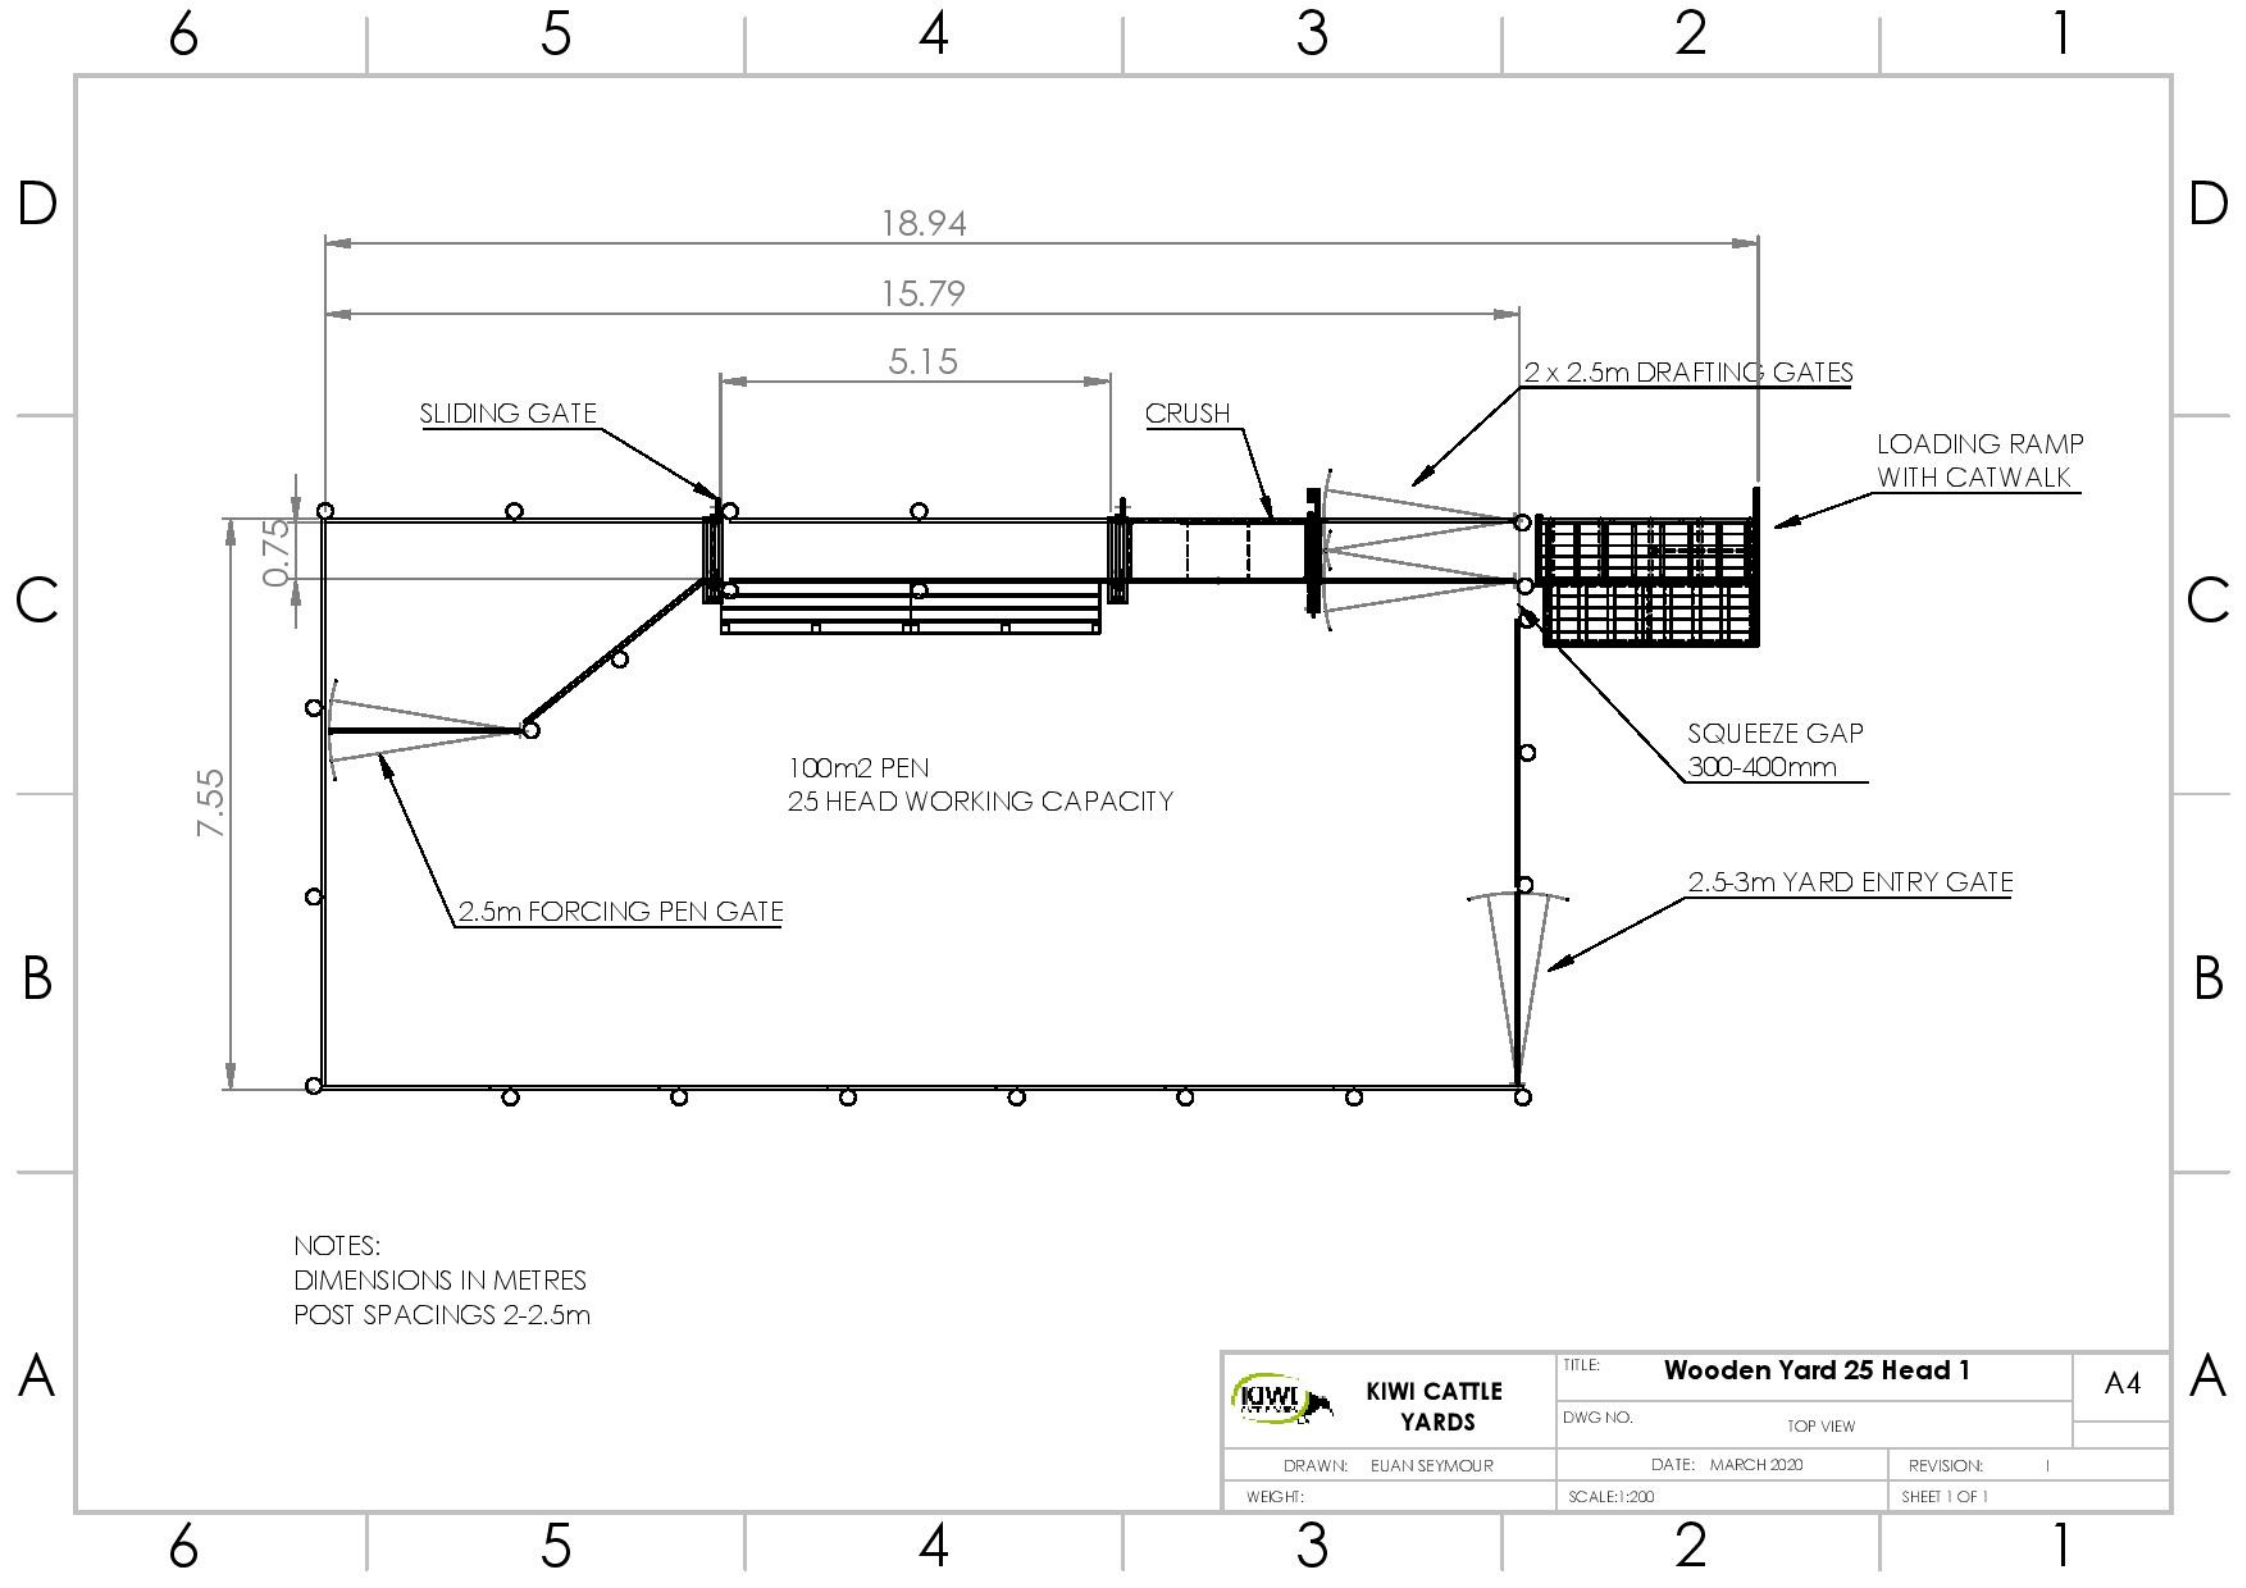 6 5 4 3 2 1
D D
18.94
15.79
5.15
2 x 2.5m DRAFTING GATES
SLIDING GATE
CRUSH
LOADING RAMP
WITH CATWALK
0.75
C C
SQUEEZE GAP
300-400mm
100m2 PEN
25 HEAD WORKING CAPACITY
7.55
2.5-3m YARD ENTRY GATE
2.5m FORCING PEN GATE
B B
NOTES:
DIMENSIONS IN METRES
POST SPACINGS 2-2.5m
A A
KIWI
KIWI CATTLE
YARDS
TITLE: Wooden Yard 25 Head 1
A4
DWG NO. TOP VIEW
DRAWN: EUAN SEYMOUR
DATE: MARCH 2020
REVISION: 1
WEIGHT:
SCALE:1:200
SHEET 1 OF 1
6 5 4 3 2 1